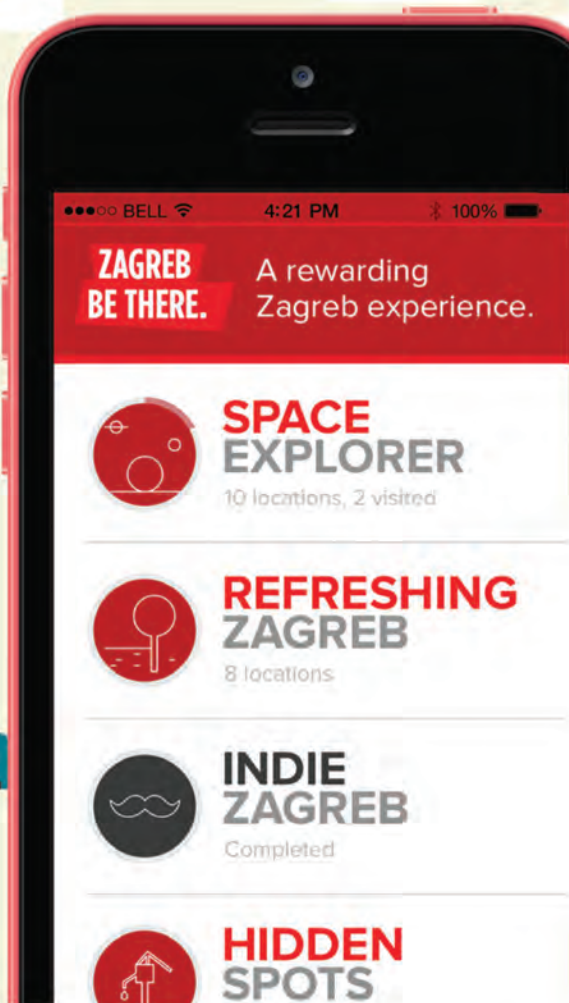 BELL
4:21 PM
100%
ZAGREB
BE THERE.
A rewarding
Zagreb experience.
SPACE
EXPLORER
10 locations, 2 visited
REFRESHING
ZAGREB
8 locations
INDIE
ZAGREB
Completed
HIDDEN
SPOTS